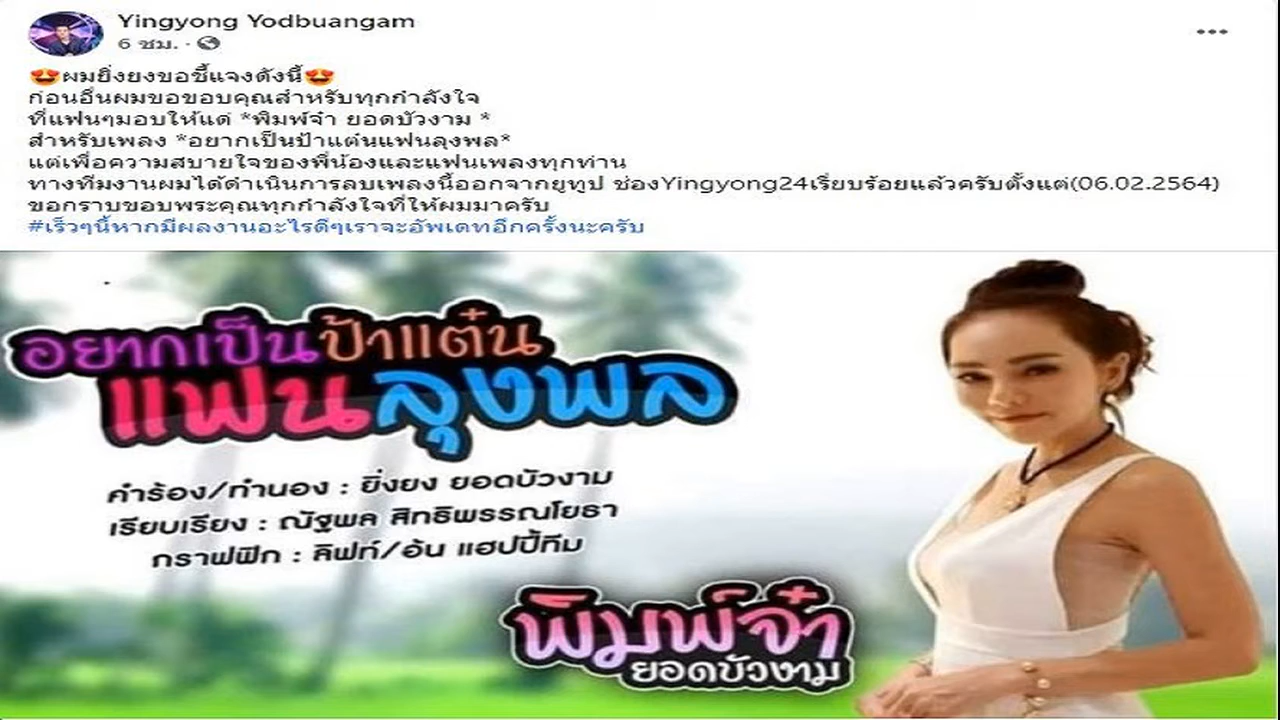 Yingyong Yodbuangam
6 ชม. ·
😍ผมยิ่งยงขอชี้แจงดังนี้😍
ก่อนอื่นผมขอขอบคุณสำหรับทุกกำลังใจ
ที่แฟนๆมอบให้แด่ *พิมพ์จ๋า ยอดบัวงาม *
สำหรับเพลง *อยากเป็นป้าแต๋นแฟนลุงพล*
แต่เพื่อความสบายใจของพี่น้องและแฟนเพลงทุกท่าน
ทางทีมงานผมได้ดำเนินการลบเพลงนี้ออกจากยูทูป ช่องYingyong24เรียบร้อยแล้วครับตั้งแต่(06.02.2564)
ขอกราบขอบพระคุณทุกกำลังใจที่ให้ผมมาครับ
#เร็วๆนี้หากมีผลงานอะไรดีๆเราจะอัพเดทอีกครั้งนะครับ
อยากเป็นป้าแต๋น
แฟนลุงพล
คำร้อง/ทำนอง : ยิ่งยง ยอดบัวงาม
เรียบเรียง : ณัฐพล สิทธิพรรณโยธา
กราฟฟิก : ลิฟท์/อ้น แฮปปี้ทีม
พิมพ์จ๋า
ยอดบัวงาม